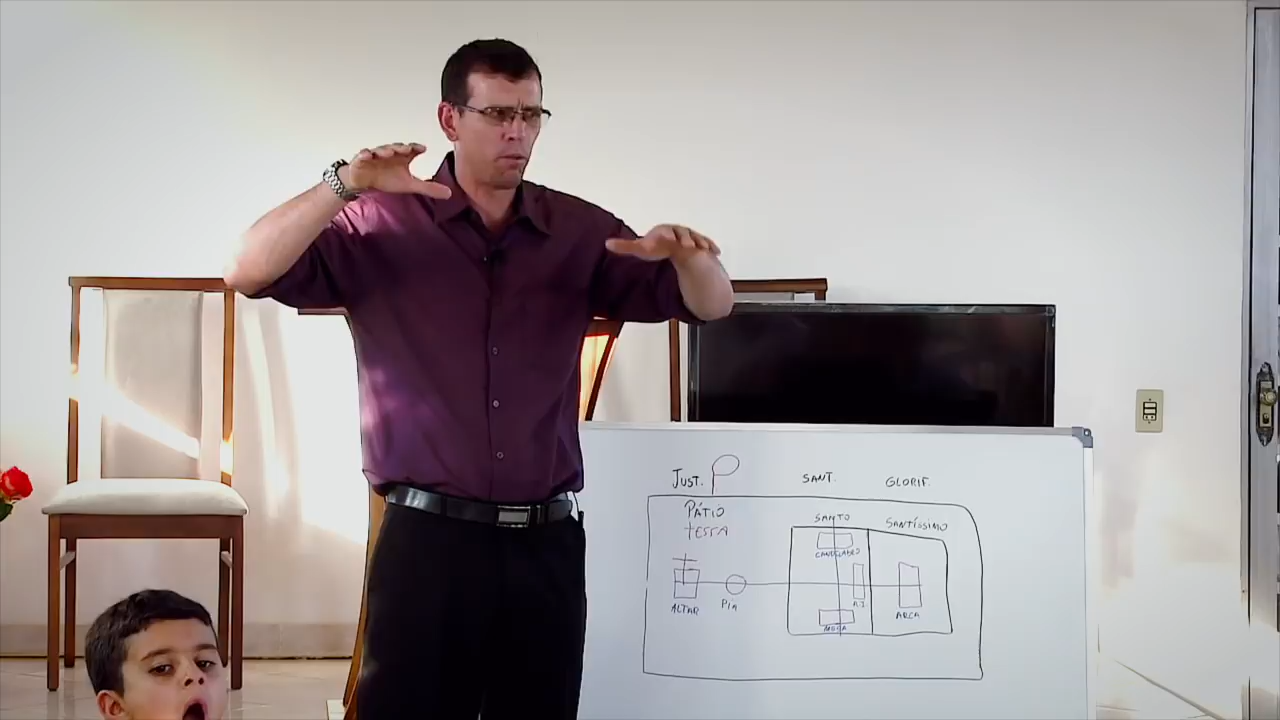 JUST. SANT. GLORIF.
PÁTIO
TERRA
SANTO
SANTÍSSIMO
CANDELABRO
ALTAR
PIA
A.I.
ARCA
MESA